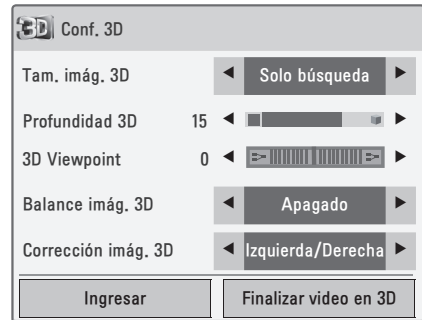 3D Conf. 3D
Tam. imág. 3D Solo búsqueda
Profundidad 3D 15
3D Viewpoint 0
Balance imág. 3D Apagado
Corrección imág. 3D Izquierda/Derecha
Ingresar Finalizar video en 3D